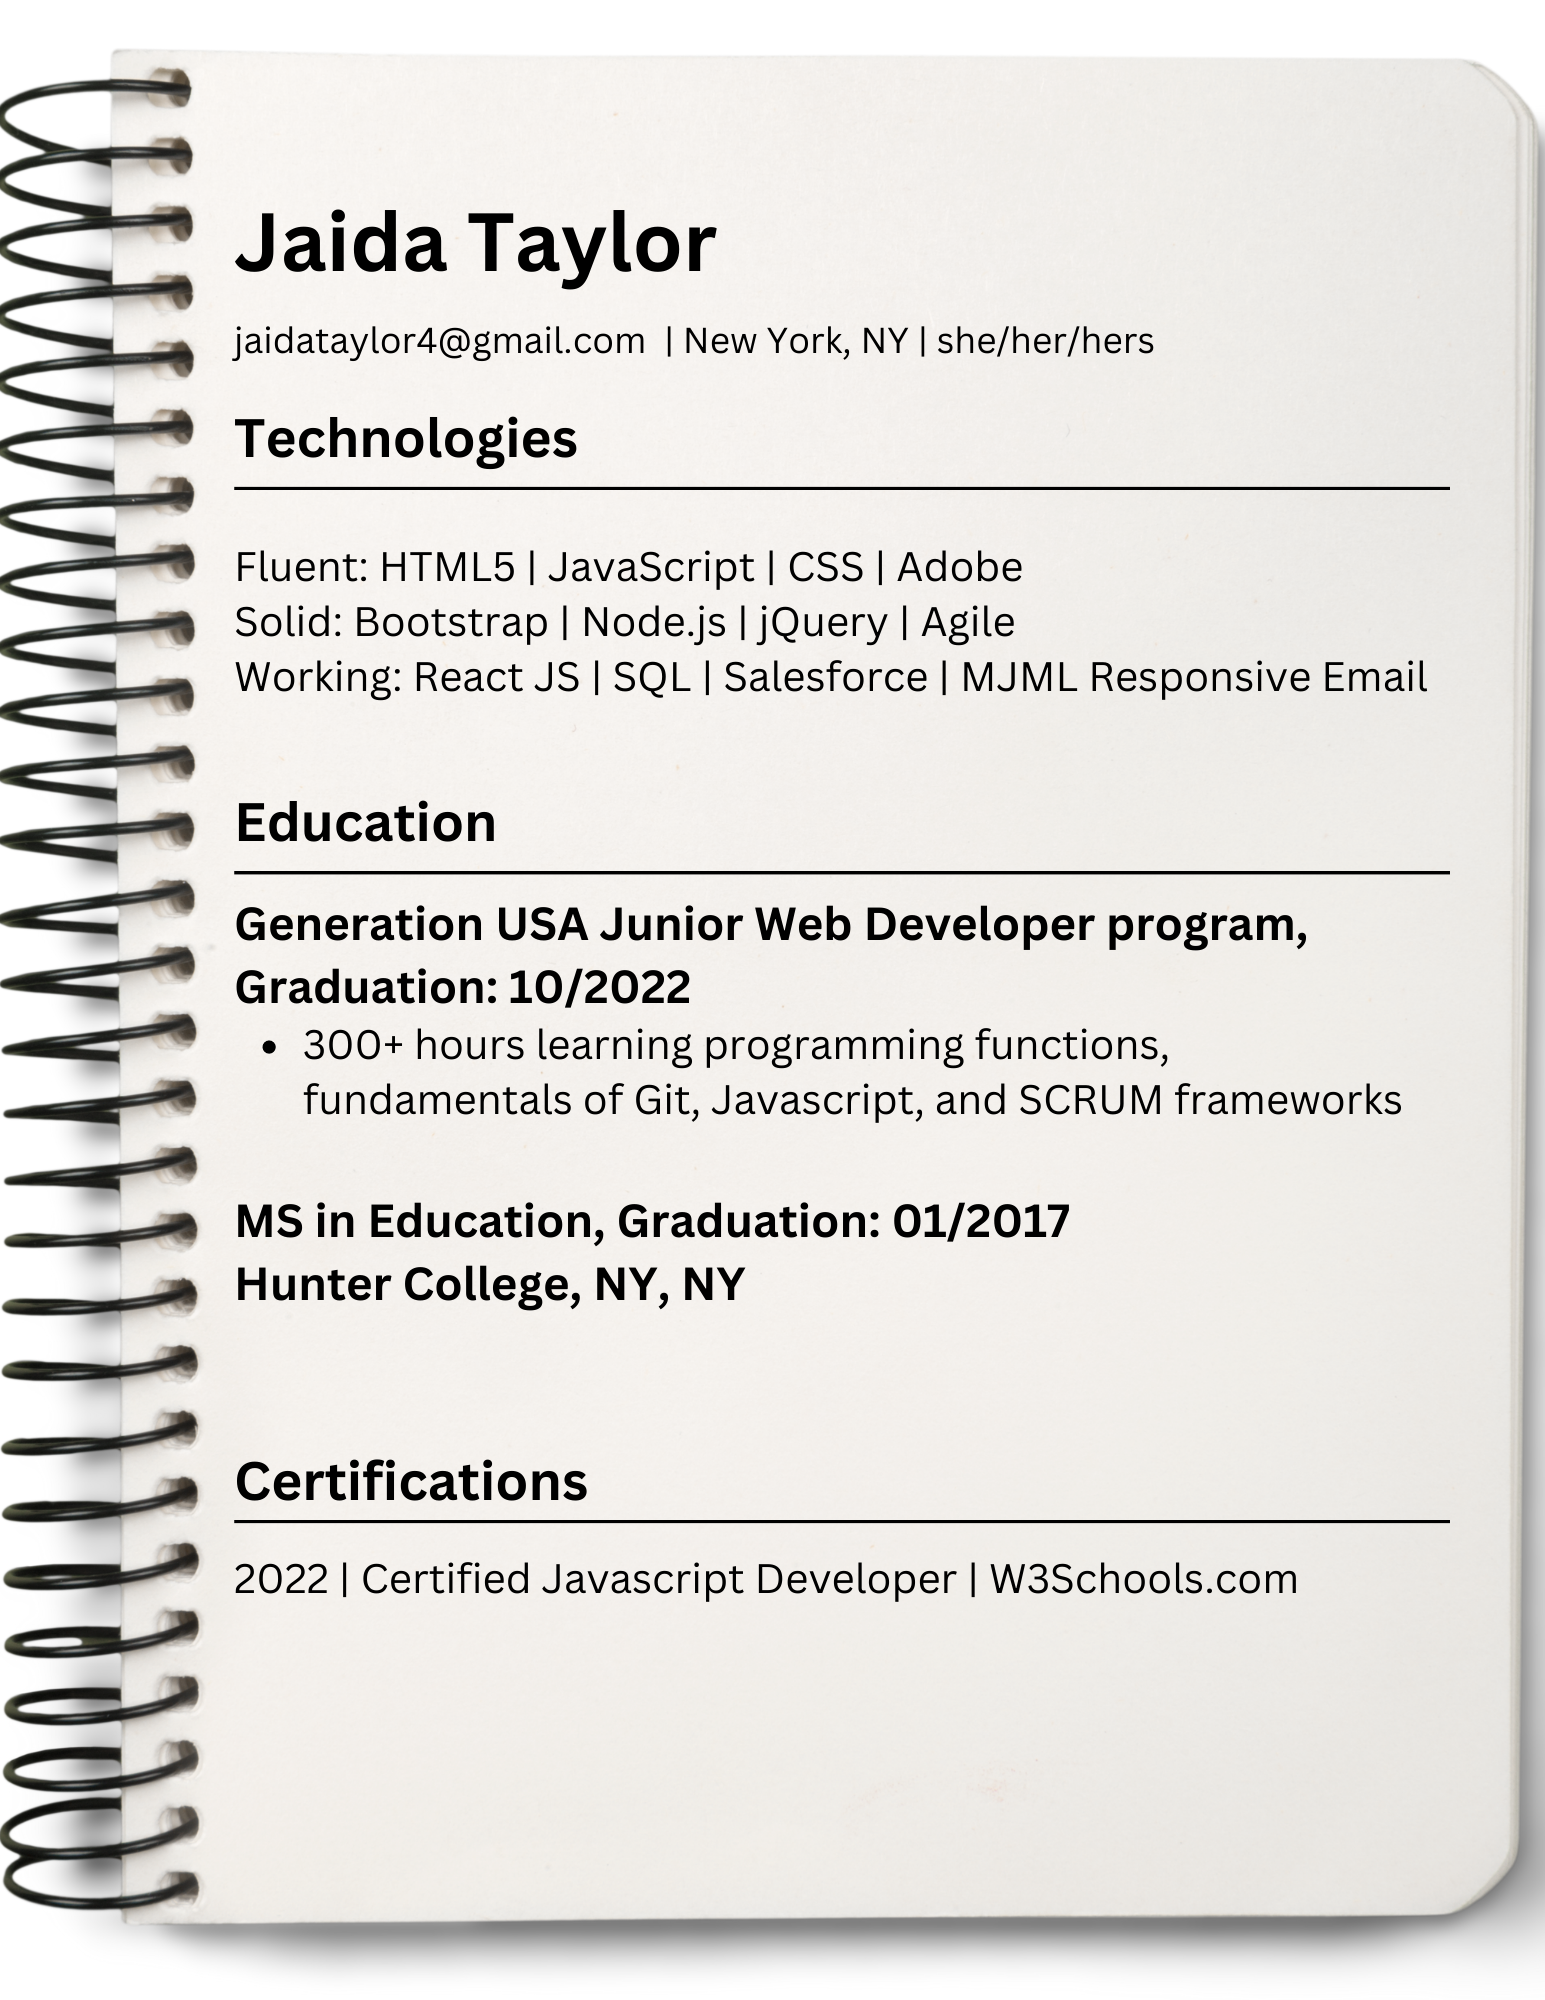 Jaida Taylor
jaidataylor4@gmail.com | New York, NY | she/her/hers
Technologies
Fluent: HTML5 | JavaScript | CSS | Adobe
Solid: Bootstrap | Node.js | jQuery | Agile
Working: React JS | SQL | Salesforce | MJML Responsive Email
Education
Generation USA Junior Web Developer program,
Graduation: 10/2022
• 300+ hours learning programming functions,
fundamentals of Git, Javascript, and SCRUM frameworks
MS in Education, Graduation: 01/2017
Hunter College, NY, NY
Certifications
2022 | Certified Javascript Developer | W3Schools.com